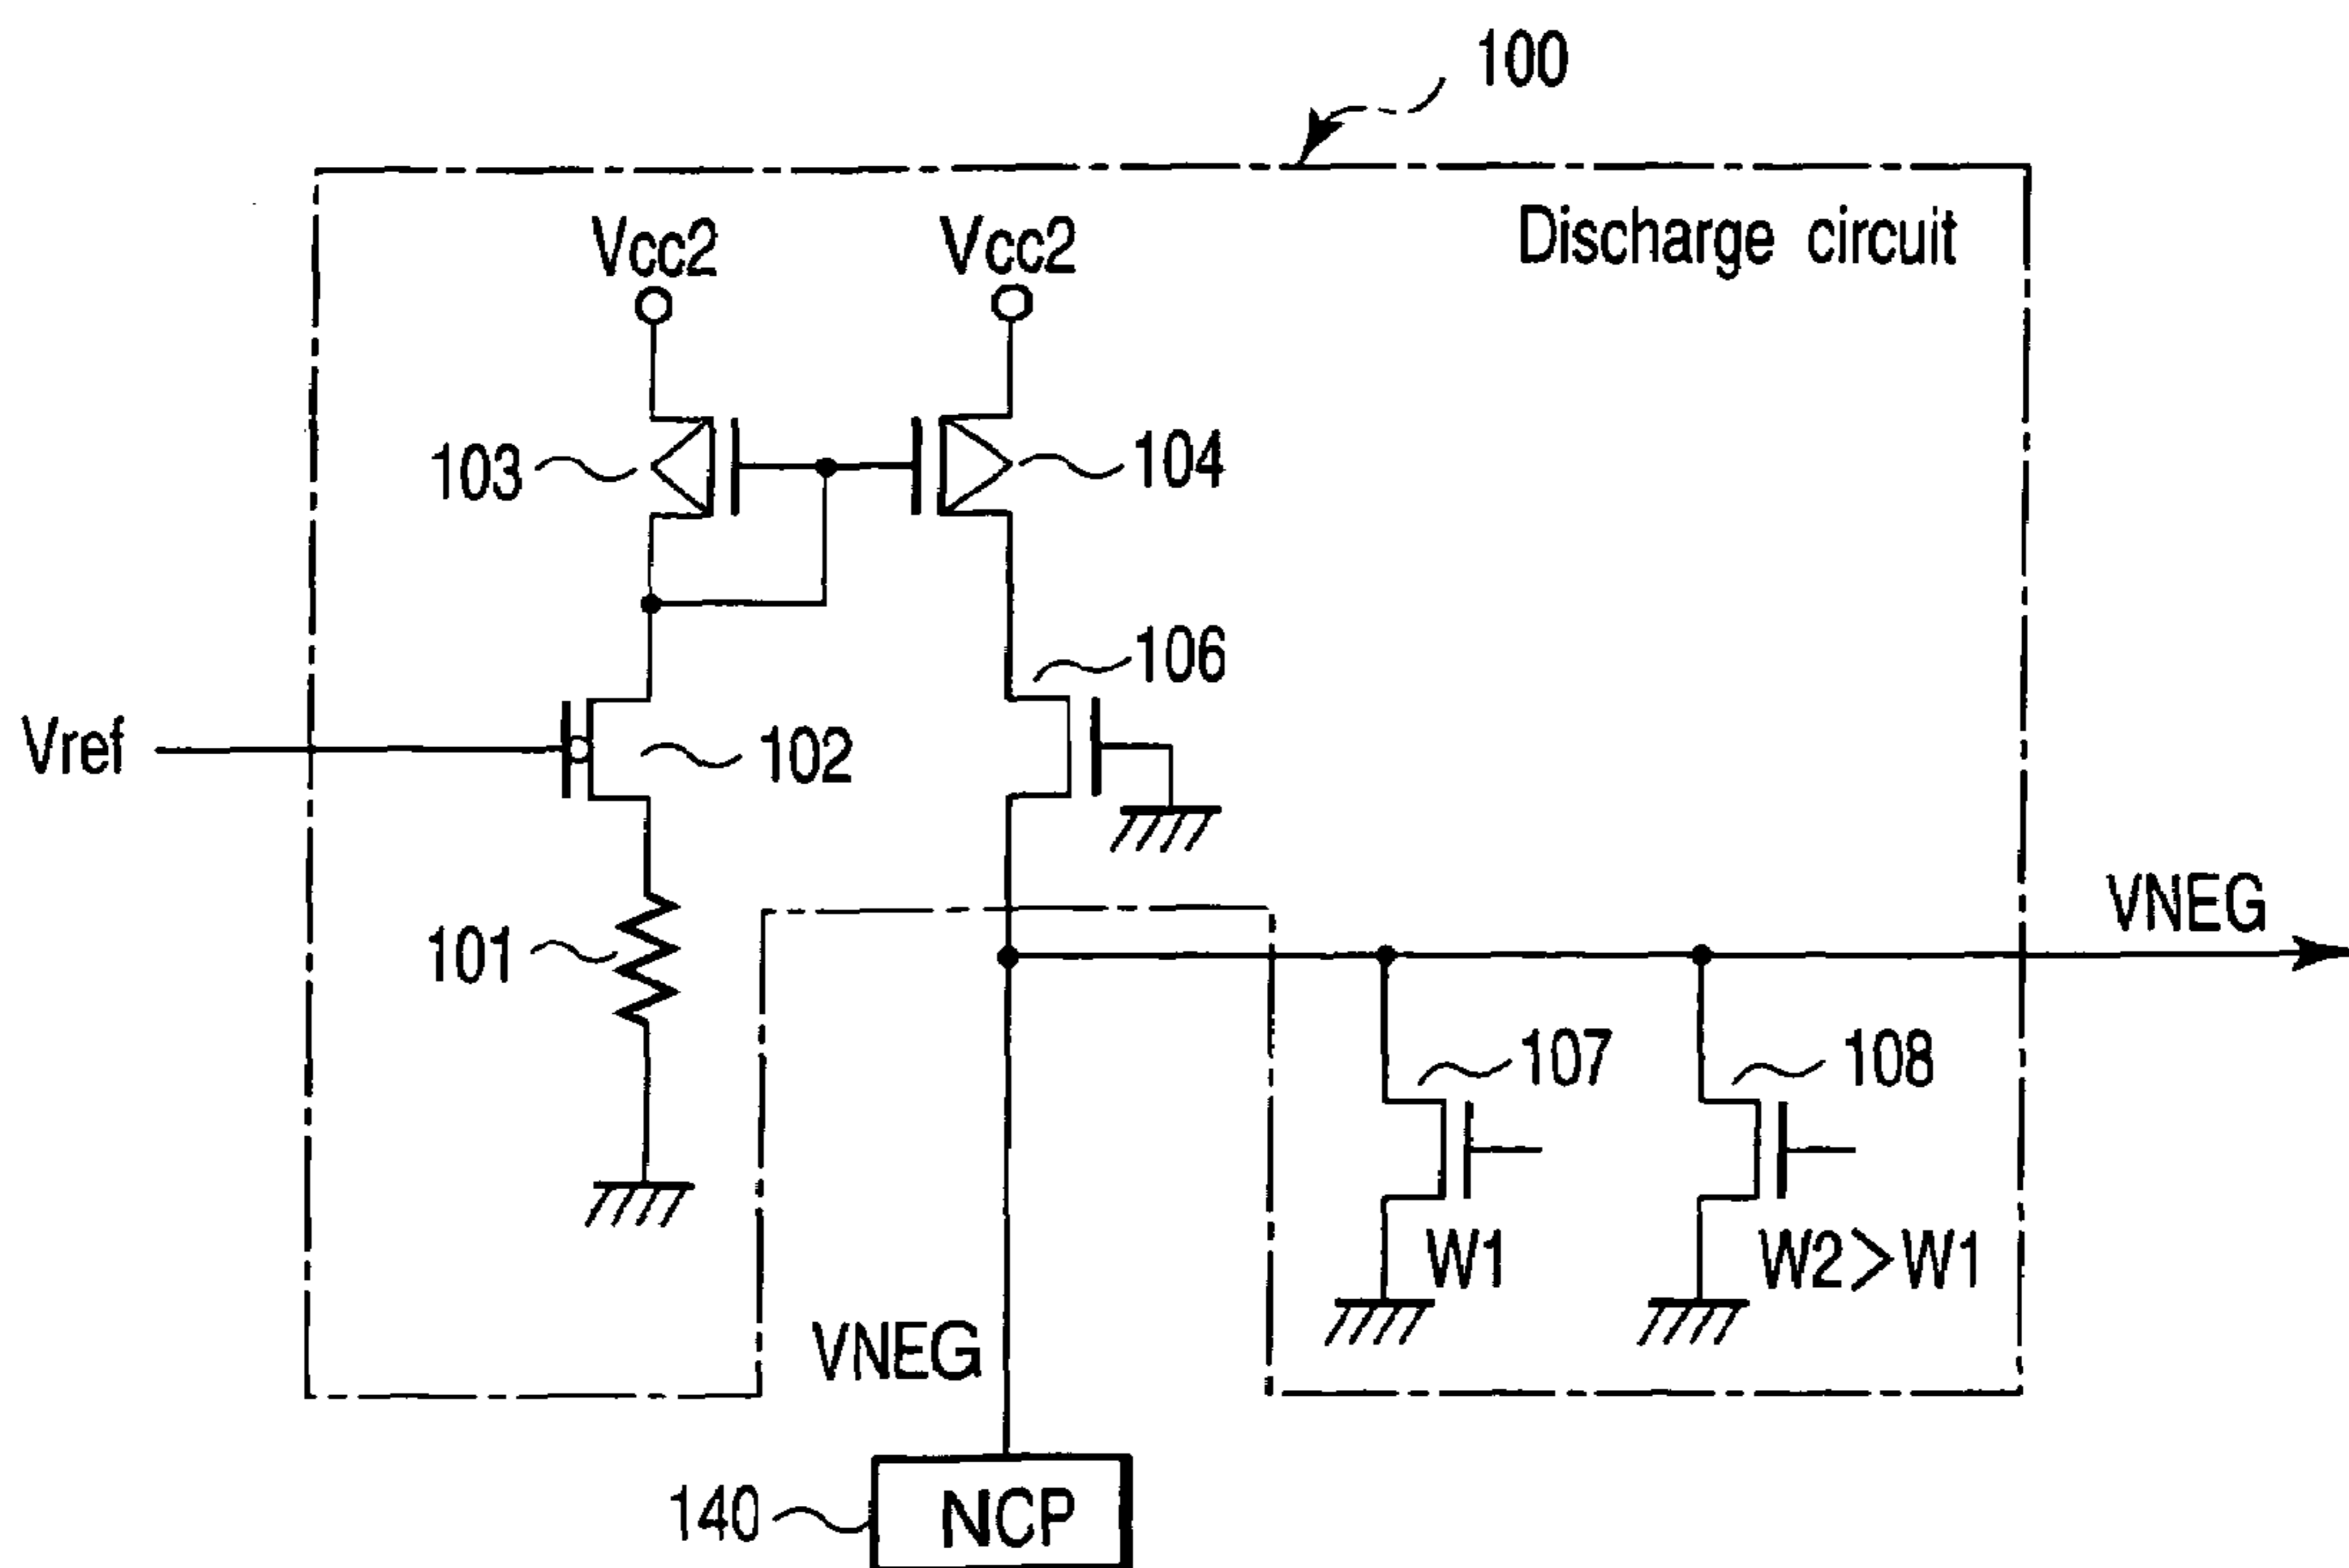 100
Vcc2
Vcc2
Discharge circuit
103
104
106
Vref
102
VNEG
101
107
108
W1
W2>W1
VNEG
140
NCP